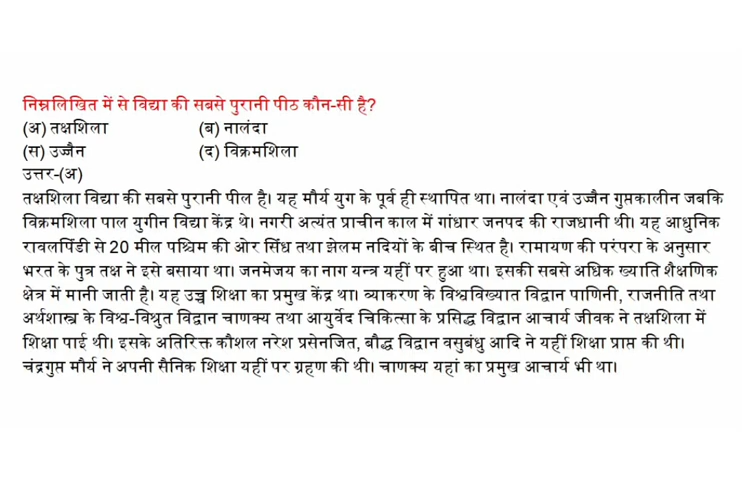 निम्नलिखित में से विद्या की सबसे पुरानी पीठ कौन-सी है?
(अ) तक्षशिला (ब) नालंदा
(स) उज्जैन (द) विक्रमशिला
उत्तर-(अ)
तक्षशिला विद्या की सबसे पुरानी पील है। यह मौर्य युग के पूर्व ही स्थापित था। नालंदा एवं उज्जैन गुप्तकालीन जबकि
विक्रमशिला पाल युगीन विद्या केंद्र थे। नगरी अत्यंत प्राचीन काल में गांधार जनपद की राजधानी थी। यह आधुनिक
रावलपिंडी से 20 मील पश्चिम की ओर सिंध तथा झेलम नदियों के बीच स्थित है। रामायण की परंपरा के अनुसार
भरत के पुत्र तक्ष ने इसे बसाया था। जनमेजय का नाग यन्त्र यहीं पर हुआ था। इसकी सबसे अधिक ख्याति शैक्षणिक
क्षेत्र में मानी जाती है। यह उच्च शिक्षा का प्रमुख केंद्र था। व्याकरण के विश्वविख्यात विद्वान पाणिनी, राजनीति तथा
अर्थशास्त्र के विश्व-विश्रुत विद्वान चाणक्य तथा आयुर्वेद चिकित्सा के प्रसिद्ध विद्वान आचार्य जीवक ने तक्षशिला में
शिक्षा पाई थी। इसके अतिरिक्त कौशल नरेश प्रसेनजित, बौद्ध विद्वान वसुबंधु आदि ने यहीं शिक्षा प्राप्त की थी।
चंद्रगुप्त मौर्य ने अपनी सैनिक शिक्षा यहीं पर ग्रहण की थी। चाणक्य यहां का प्रमुख आचार्य भी था।